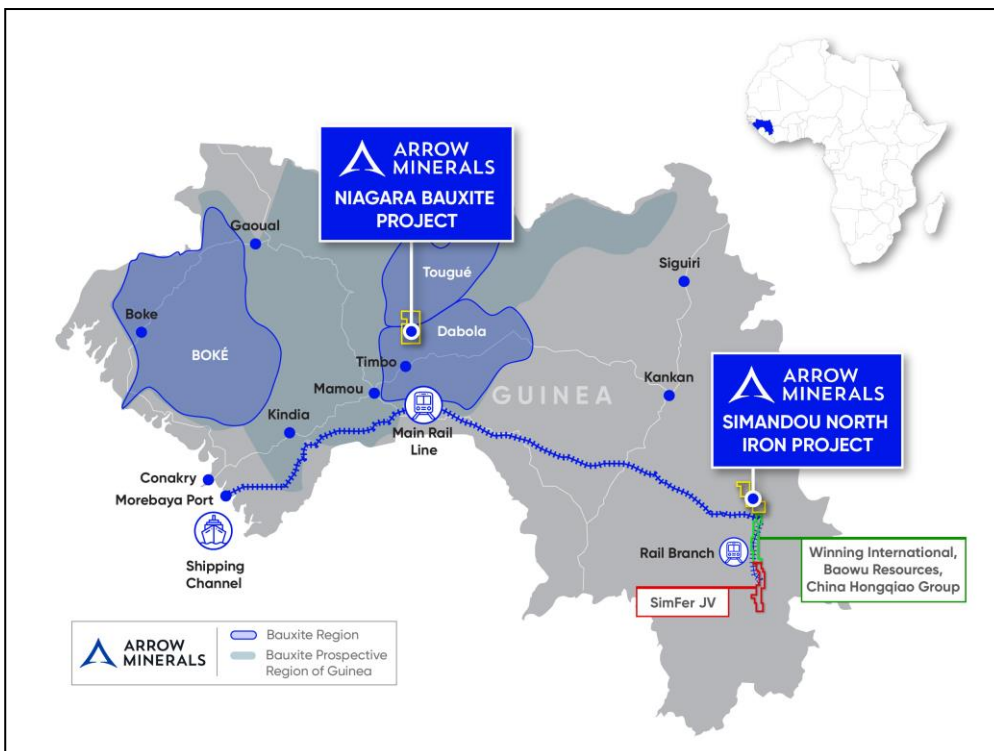 ARROW
MINERALS
NIAGARA BAUXITE
PROJECT
Gaoual
Tougué
Siguiri
Boke
BOKÉ
Dabola
Timbo
Mamou
GUINEA
Kankan
ARROW
MINERALS
SIMANDOU NORTH
IRON PROJECT
Kindia
Main Rail
Line
Conakry
Morebaya Port
Shipping
Channel
Rail Branch
Winning International,
Baowu Resources,
China Hongqiao Group
SimFer JV
ARROW
MINERALS
Bauxite Region
Bauxite Prospective
Region of Guinea